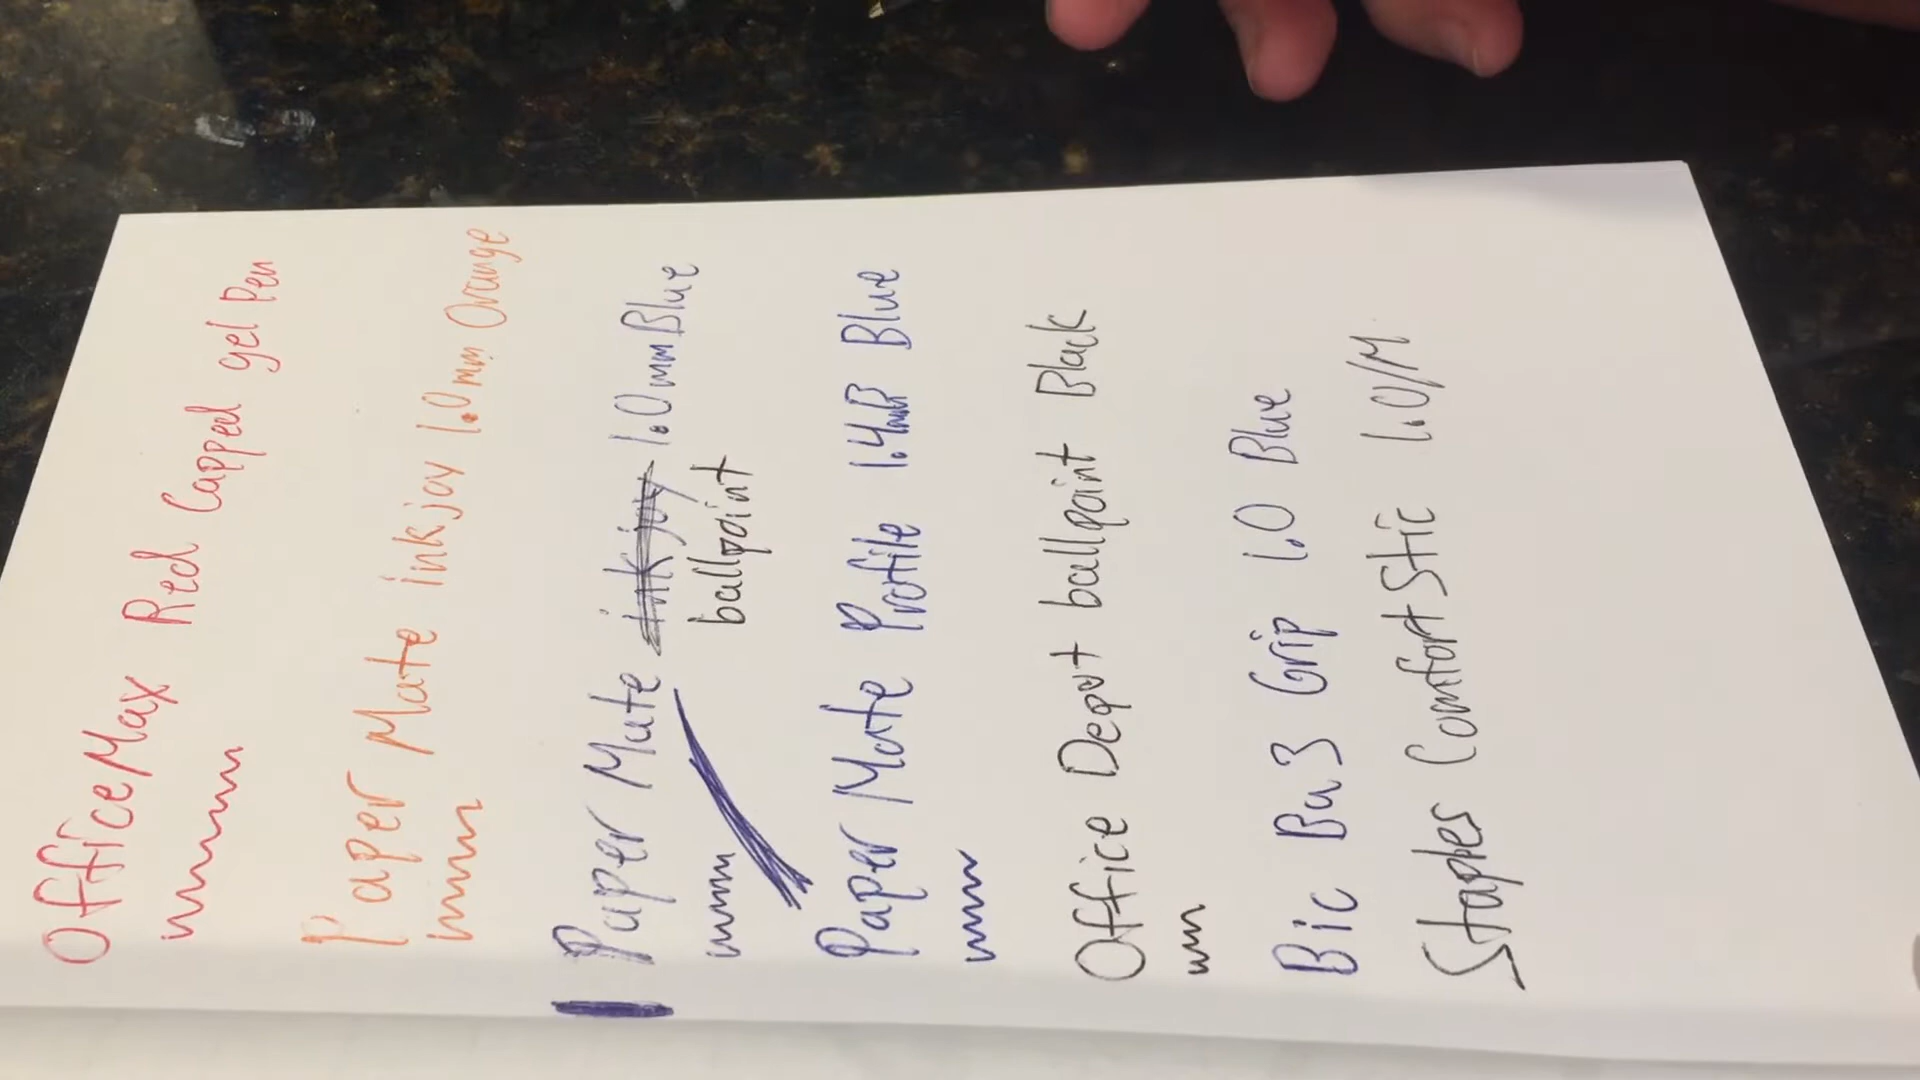 OfficeMax Red Capped gel Pen
Paper Mate inkjoy 1.0mm Orange
Paper Mate inkjoy 1.0mm Blue
ballpoint
Paper Mate Profile 1.4mB Blue
Office Depot ballpoint Black
Bic Bu3 Grip 1.0 Blue
Staples Comfort Stic 1.0/M